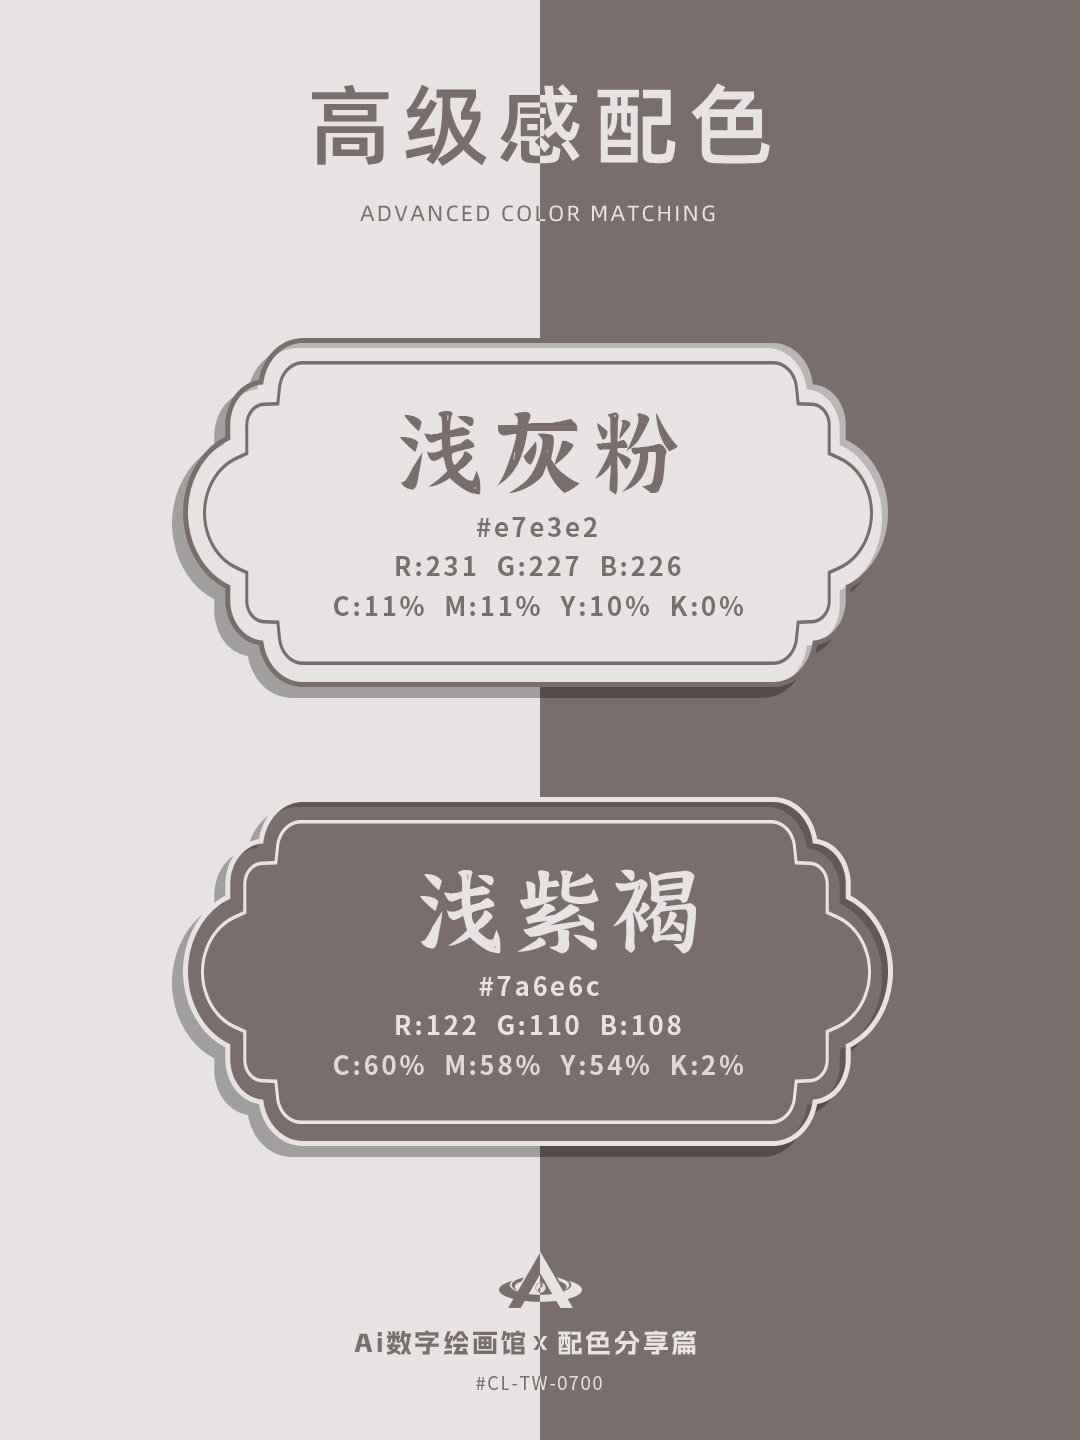 高级感配色
ADVANCED COLOR MATCHING
浅灰粉
#e7e3e2
R:231 G:227 B:226
C:11% M:11% Y:10% K:0%
浅紫褐
#7a6e6c
R:122 G:110 B:108
C:60% M:58% Y:54% K:2%
Ai数字绘画馆 x 配色分享篇
#CL-TW-0700